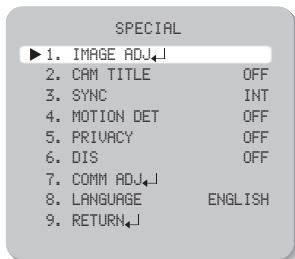 SPECIAL
▶1. IMAGE ADJ↵
2. CAM TITLE OFF
3. SYNC INT
4. MOTION DET OFF
5. PRIVACY OFF
6. DIS OFF
7. COMM ADJ↵
8. LANGUAGE ENGLISH
9. RETURN↵